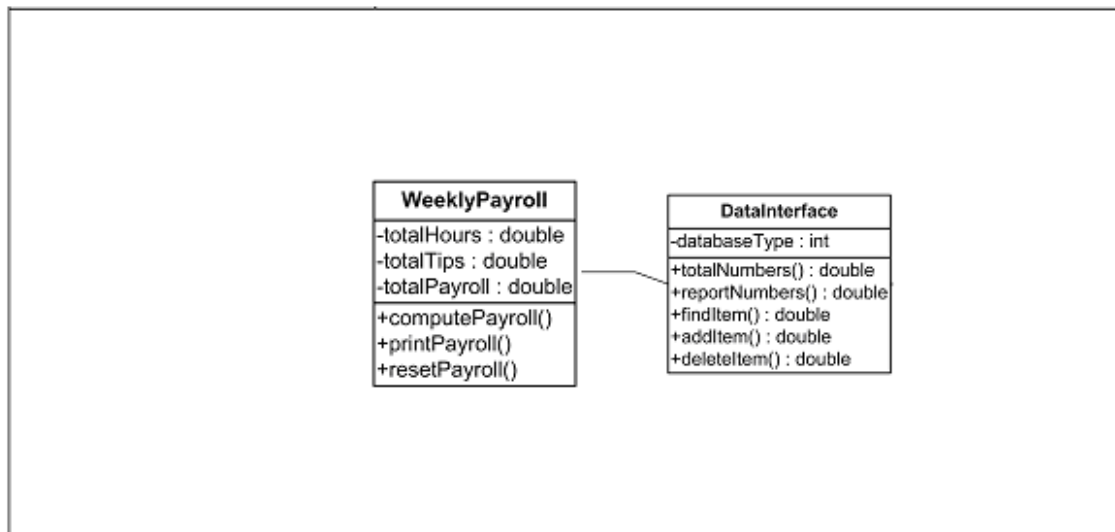 WeeklyPayroll
-totalHours : double
-totalTips : double
-totalPayroll : double
+computePayroll()
+printPayroll()
+resetPayroll()
DataInterface
-databaseType : int
+totalNumbers() : double
+reportNumbers() : double
+findItem() : double
+addItem() : double
+deleteItem() : double